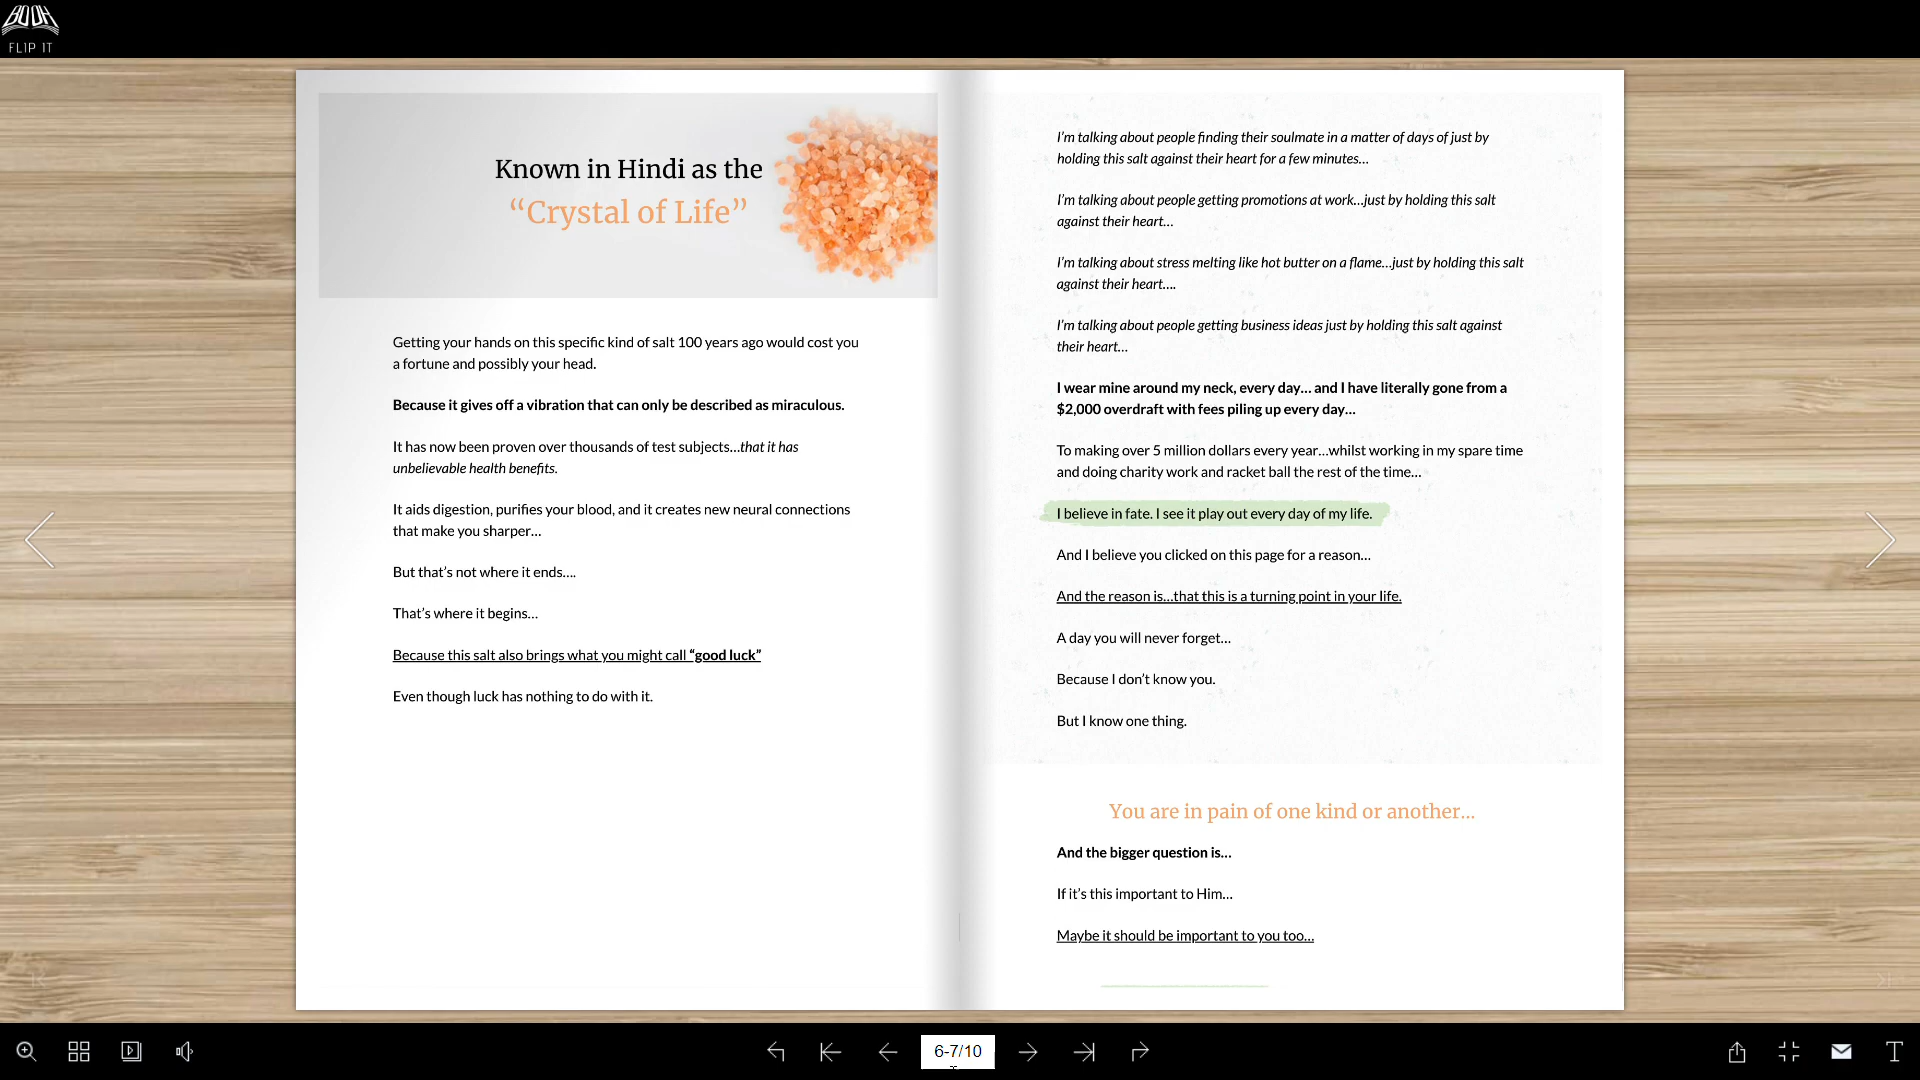 BOOK
FLIP IT
Known in Hindi as the
“Crystal of Life”
Getting your hands on this specific kind of salt 100 years ago would cost you
a fortune and possibly your head.
Because it gives off a vibration that can only be described as miraculous.
It has now been proven over thousands of test subjects…that it has
unbelievable health benefits.
It aids digestion, purifies your blood, and it creates new neural connections
that make you sharper…
But that’s not where it ends….
That’s where it begins…
Because this salt also brings what you might call “good luck”
Even though luck has nothing to do with it.
I’m talking about people finding their soulmate in a matter of days of just by
holding this salt against their heart for a few minutes…
I’m talking about people getting promotions at work…just by holding this salt
against their heart…
I’m talking about stress melting like hot butter on a flame…just by holding this salt
against their heart….
I’m talking about people getting business ideas just by holding this salt against
their heart…
I wear mine around my neck, every day… and I have literally gone from a
$2,000 overdraft with fees piling up every day…
To making over 5 million dollars every year…whilst working in my spare time
and doing charity work and racket ball the rest of the time…
I believe in fate. I see it play out every day of my life.
And I believe you clicked on this page for a reason…
And the reason is…that this is a turning point in your life.
A day you will never forget…
Because I don’t know you.
But I know one thing.
You are in pain of one kind or another…
And the bigger question is…
If it’s this important to Him…
Maybe it should be important to you too…
6-7/10